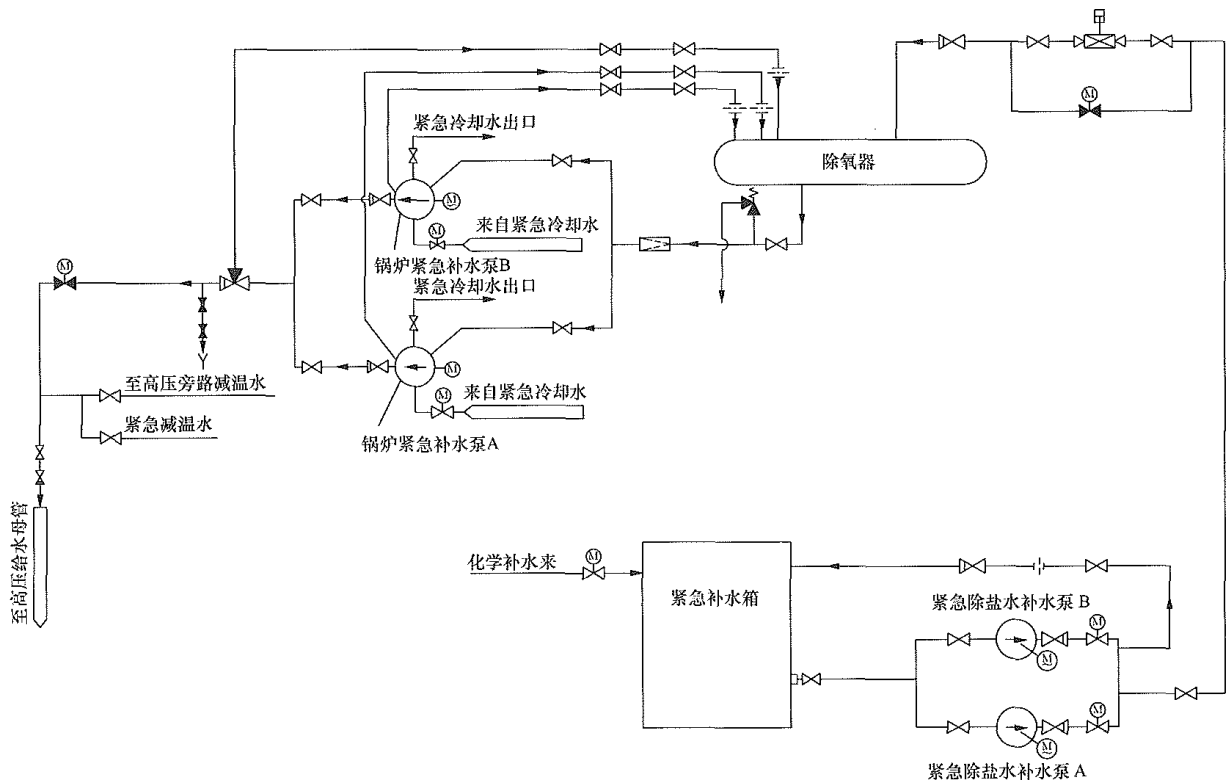 紧急冷却水出口
除氧器
M
M
来自紧急冷却水
M
锅炉紧急补水泵B
M
紧急冷却水出口
M
至高压旁路减温水
M
来自紧急冷却水
紧急减温水
锅炉紧急补水泵A
至高压给水母管
化学补水来
M
紧急补水箱
紧急除盐水补水泵 B
M
M
M
M
紧急除盐水补水泵 A